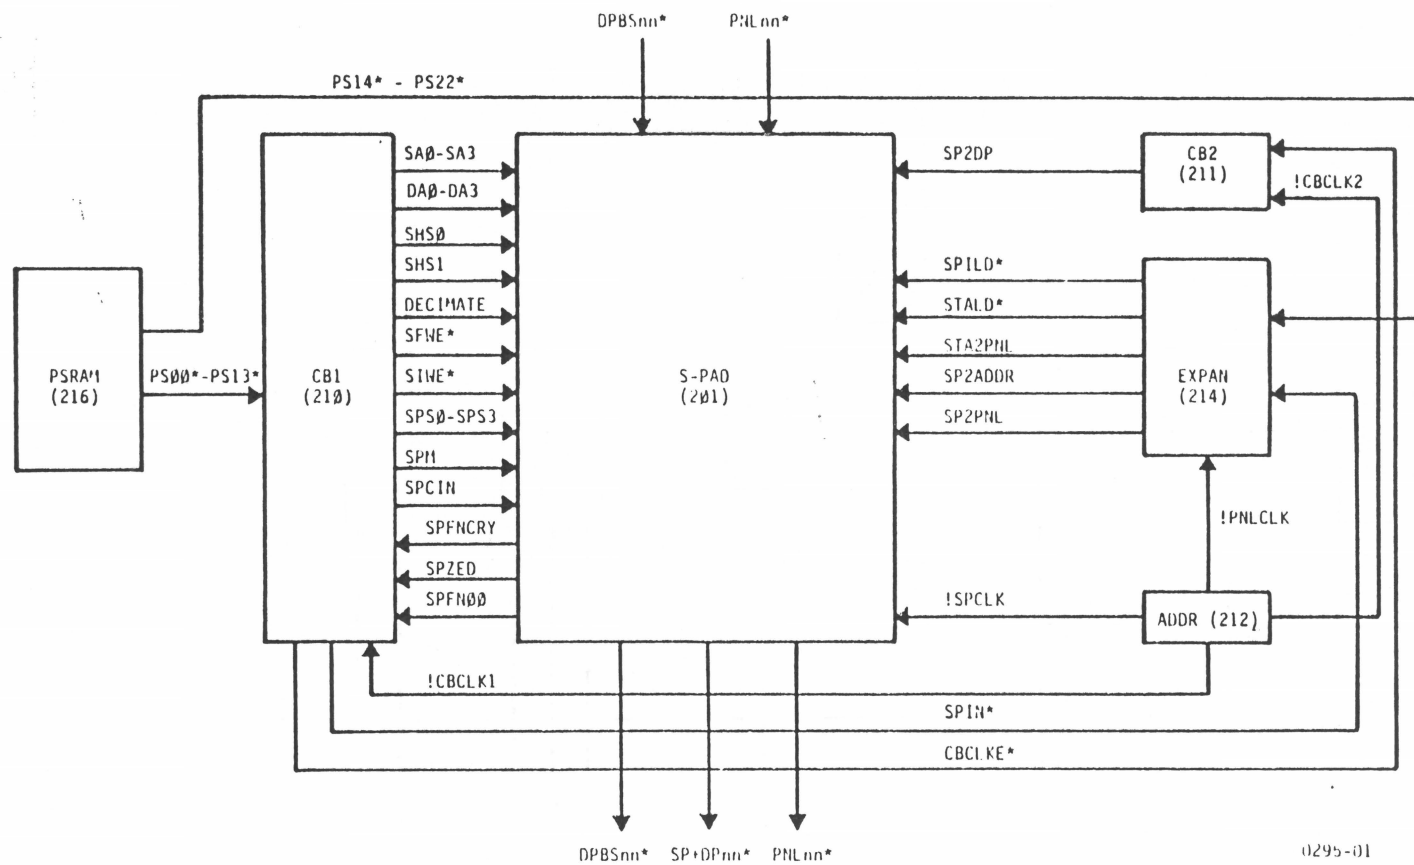 DPBSnn* PNLnn*
PS14* - PS22*
SAØ-SA3
DAØ-DA3
SHSØ
SHS1
DECIMATE
SFWE*
SIWE*
SPSØ-SPS3
SPM
SPCIN
SPFNCRY
SPZED
SPFNØØ
PSRAM
(216)
PSØØ*-PS13*
CB1
(21Ø)
S-PAD
(2Ø1)
SP2DP
CB2
(211)
!CBCLK2
SPILD*
STALD*
STA2PNL
SP2ADDR
SP2PNL
EXPAN
(214)
!PNLCLK
!SPCLK
ADDR (212)
!CBCLK1
SPIN*
CBCLKE*
DPBSnn* SP+DPnn* PNLnn*
0295-01